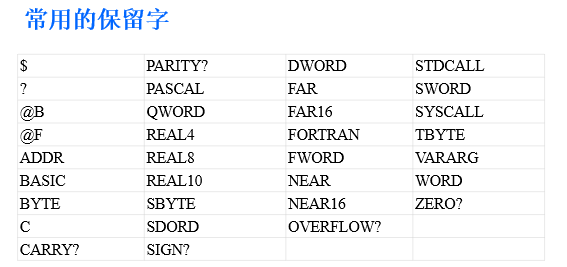 常用的保留字
$ PARITY? DWORD STDCALL
? PASCAL FAR SWORD
@B QWORD FAR16 SYSCALL
@F REAL4 FORTRAN TBYTE
ADDR REAL8 FWORD VARARG
BASIC REAL10 NEAR WORD
BYTE SBYTE NEAR16 ZERO?
C SDORD OVERFLOW?
CARRY? SIGN?